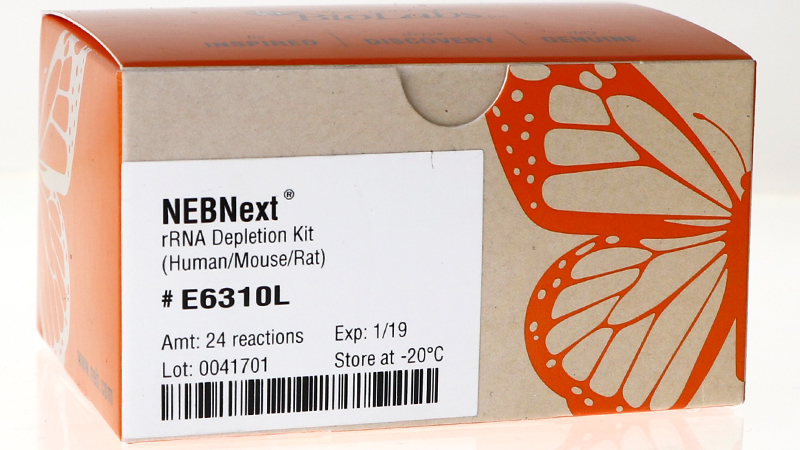 BioLabs
INSPIRED | DISCOVERY | GENUINE
NEBNext®
rRNA Depletion Kit
(Human/Mouse/Rat)
# E6310L
Amt: 24 reactions Exp: 1/19
Lot: 0041701 Store at -20°C